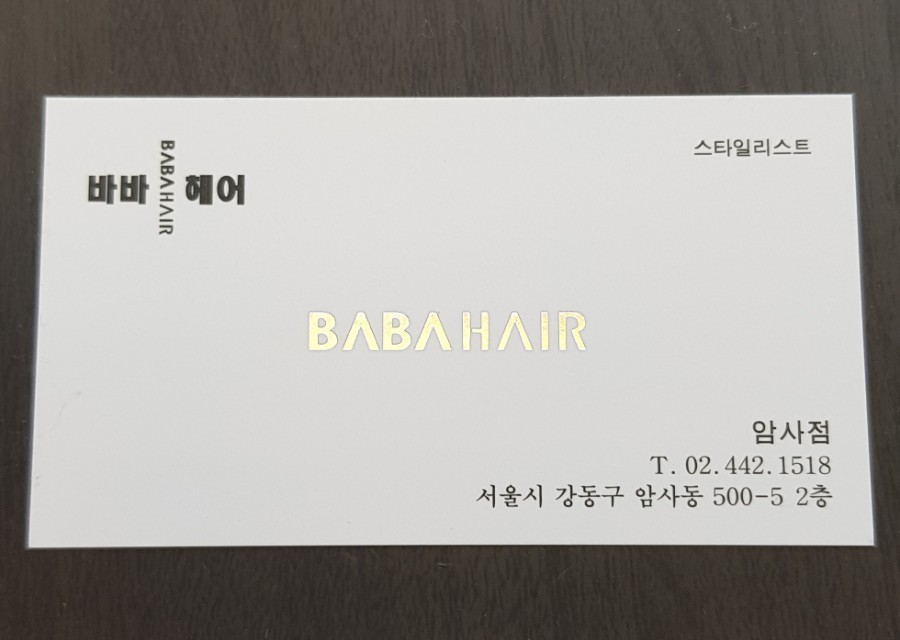 바바 헤어
BABAHAIR
스타일리스트
BABAHAIR
암사점
T. 02.442.1518
서울시 강동구 암사동 500-5 2층